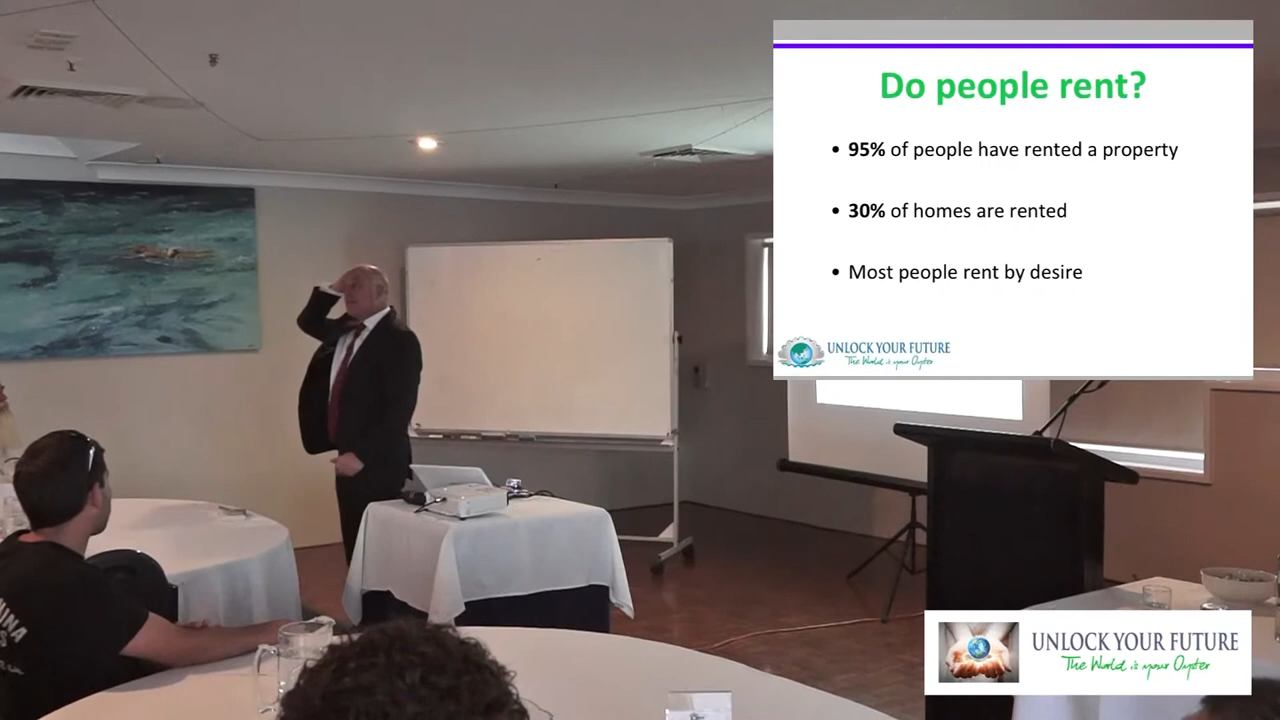 Do people rent?
• 95% of people have rented a property
• 30% of homes are rented
• Most people rent by desire
UNLOCK YOUR FUTURE
The World is your Oyster
UNLOCK YOUR FUTURE
The World is your Oyster